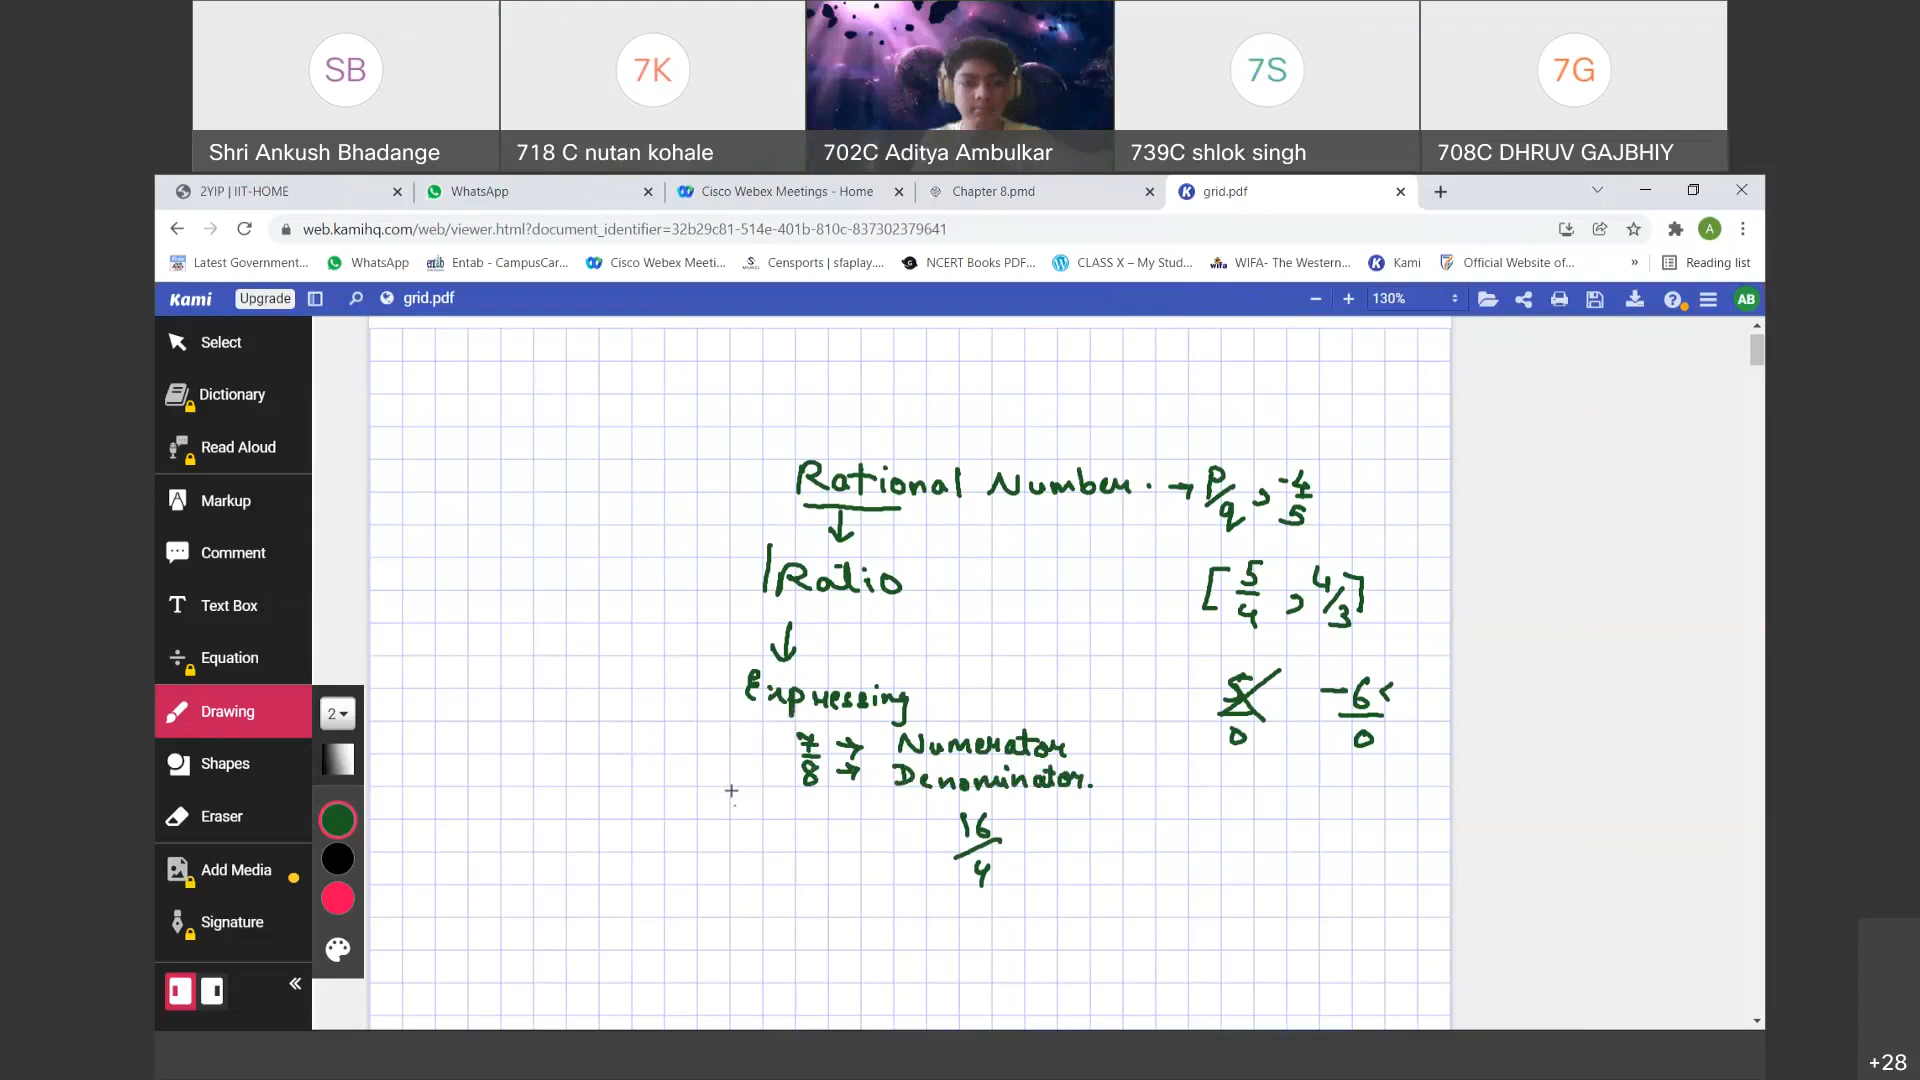 SB
7K
7S
7G
Shri Ankush Bhadange
718 C nutan kohale
702C Aditya Ambulkar
739C shlok singh
708C DHRUV GAJBHIY
2YIP | IIT-HOME
WhatsApp
Cisco Webex Meetings - Home
Chapter 8.pmd
grid.pdf
web.kamihq.com/web/viewer.html?document_identifier=32b29c81-514e-401b-810c-837302379641
A
Latest Government...
WhatsApp
Entab - CampusCar...
Cisco Webex Meeti...
Censports | sfaplay....
NCERT Books PDF...
CLASS X – My Stud...
WIFA- The Western...
Kami
Official Website of...
»
Reading list
Kami
Upgrade
grid.pdf
130%
AB
Select
Dictionary
Read Aloud
Markup
Comment
Text Box
Equation
Drawing
2
Shapes
Eraser
Add Media
Signature
Rational Number. → p/q , -4/5
Ratio
[ 5/4 , 4/3 ]
Expressing
5/0 -6/0
7/8 → Numerator
→ Denominator.
16/4
+28